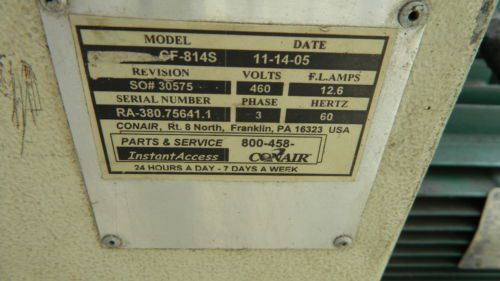 MODEL DATE
CF-814S 11-14-05
REVISION VOLTS F.L.AMPS
SO# 30575 460 12.6
SERIAL NUMBER PHASE HERTZ
RA-380.75641.1 3 60
CONAIR, Rt. 8 North, Franklin, PA 16323 USA
PARTS & SERVICE 800-458-
InstantAccess CONAIR
24 HOURS A DAY - 7 DAYS A WEEK